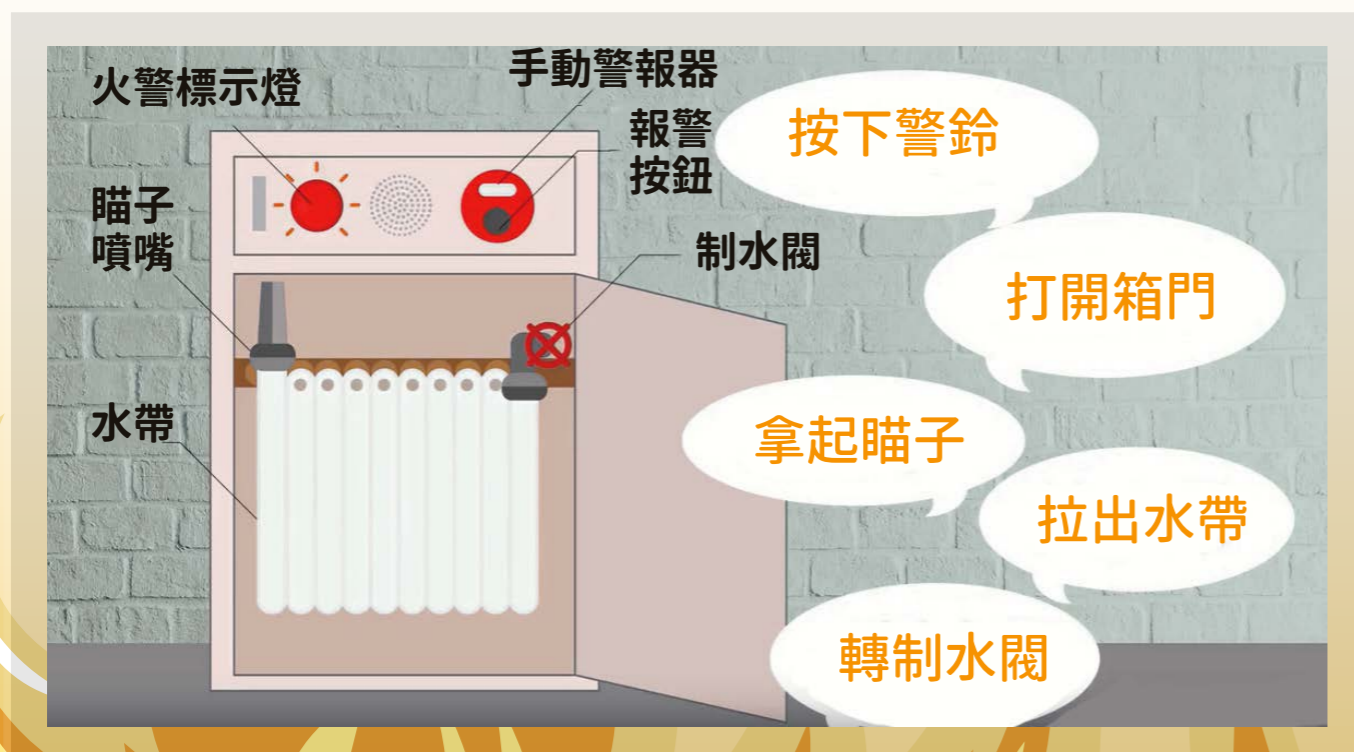 火警標示燈
手動警報器
報警
按鈕
瞄子
噴嘴
制水閥
水帶
按下警鈴
打開箱門
拿起瞄子
拉出水帶
轉制水閥